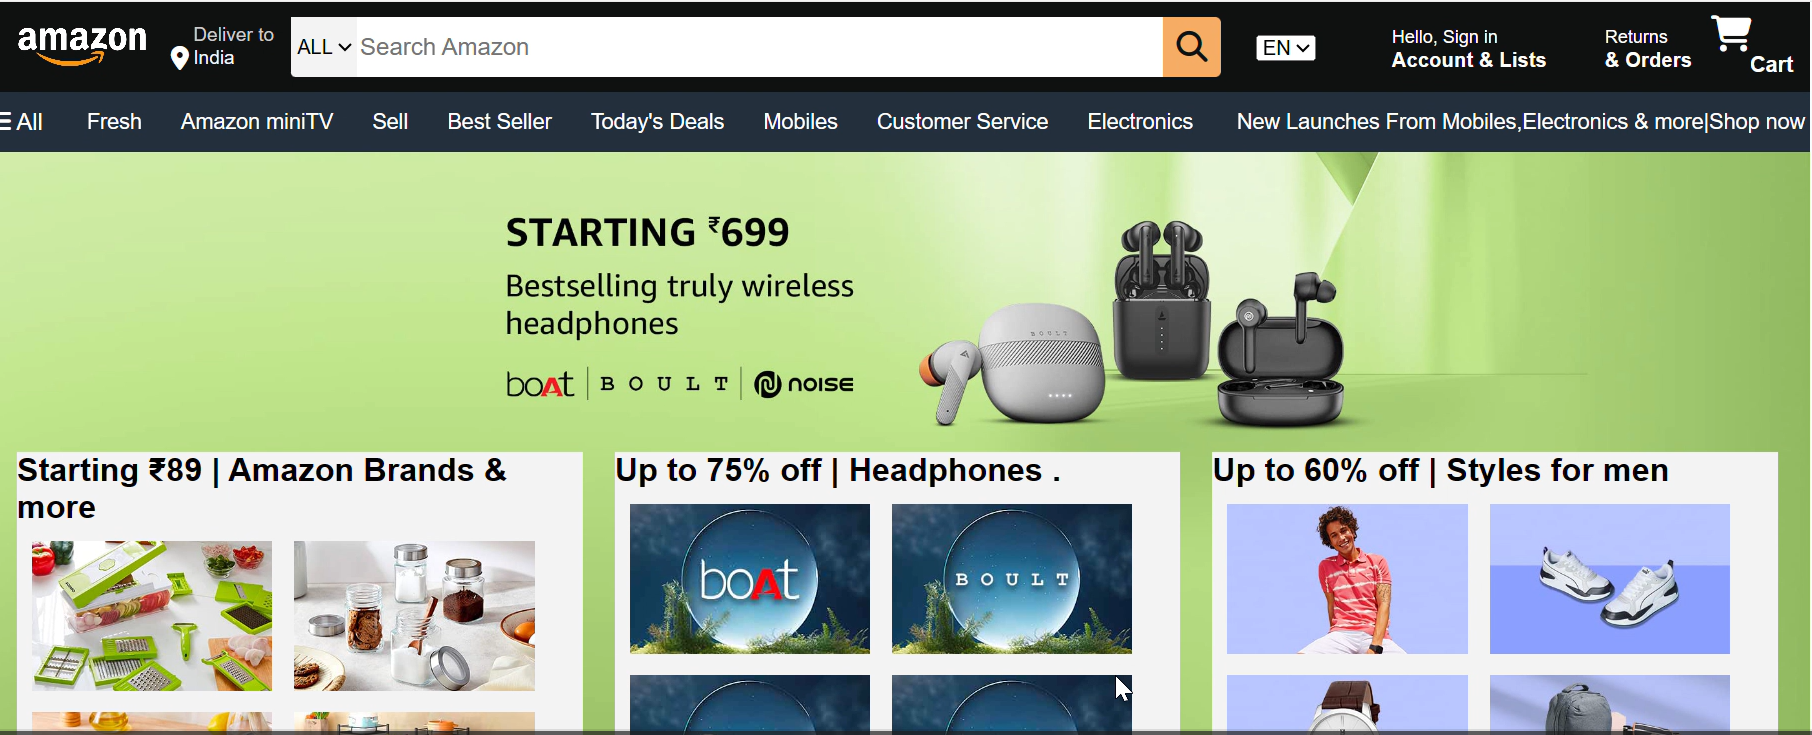 amazon
Deliver to
India
ALL
Search Amazon
EN
Hello, Sign in
Account & Lists
Returns
& Orders
Cart
All
Fresh
Amazon miniTV
Sell
Best Seller
Today's Deals
Mobiles
Customer Service
Electronics
New Launches From Mobiles,Electronics & more|Shop now
STARTING ₹699
Bestselling truly wireless
headphones
boAt | BOULT | noise
BOULT
Starting ₹89 | Amazon Brands &
more
Up to 75% off | Headphones .
Up to 60% off | Styles for men
boAt
BOULT